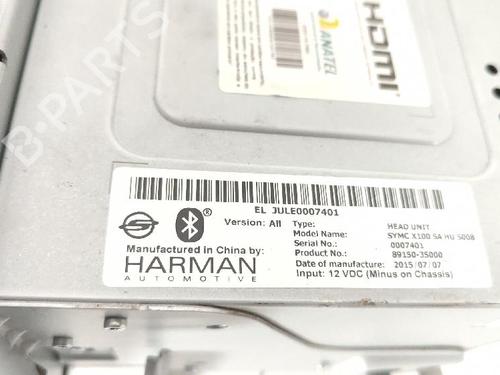 B-PARTS
ANATEL
HDMI
EL JULE0007401
Version: All
Type: HEAD UNIT
Model Name: SYMC X100 SA HU S008
Serial No.: 0007401
Product No.: 89150-35000
Date of manufacture: 2015/07/07
Input: 12 VDC (Minus on Chassis)
Manufactured in China by:
HARMAN
AUTOMOTIVE